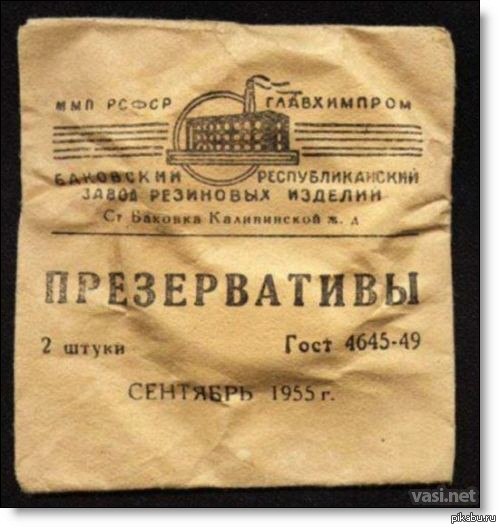 ММП РСФСР ГЛАВХИМПРОМ
БАКОВСКИЙ РЕСПУБЛИКАНСКИЙ
ЗАВОД РЕЗИНОВЫХ ИЗДЕЛИЙ
Ст Баковка Калининской ж. д
ПРЕЗЕРВАТИВЫ
2 штуки Гост 4645-49
СЕНТЯБРЬ 1955 г.
vasi.net
pikabu.ru